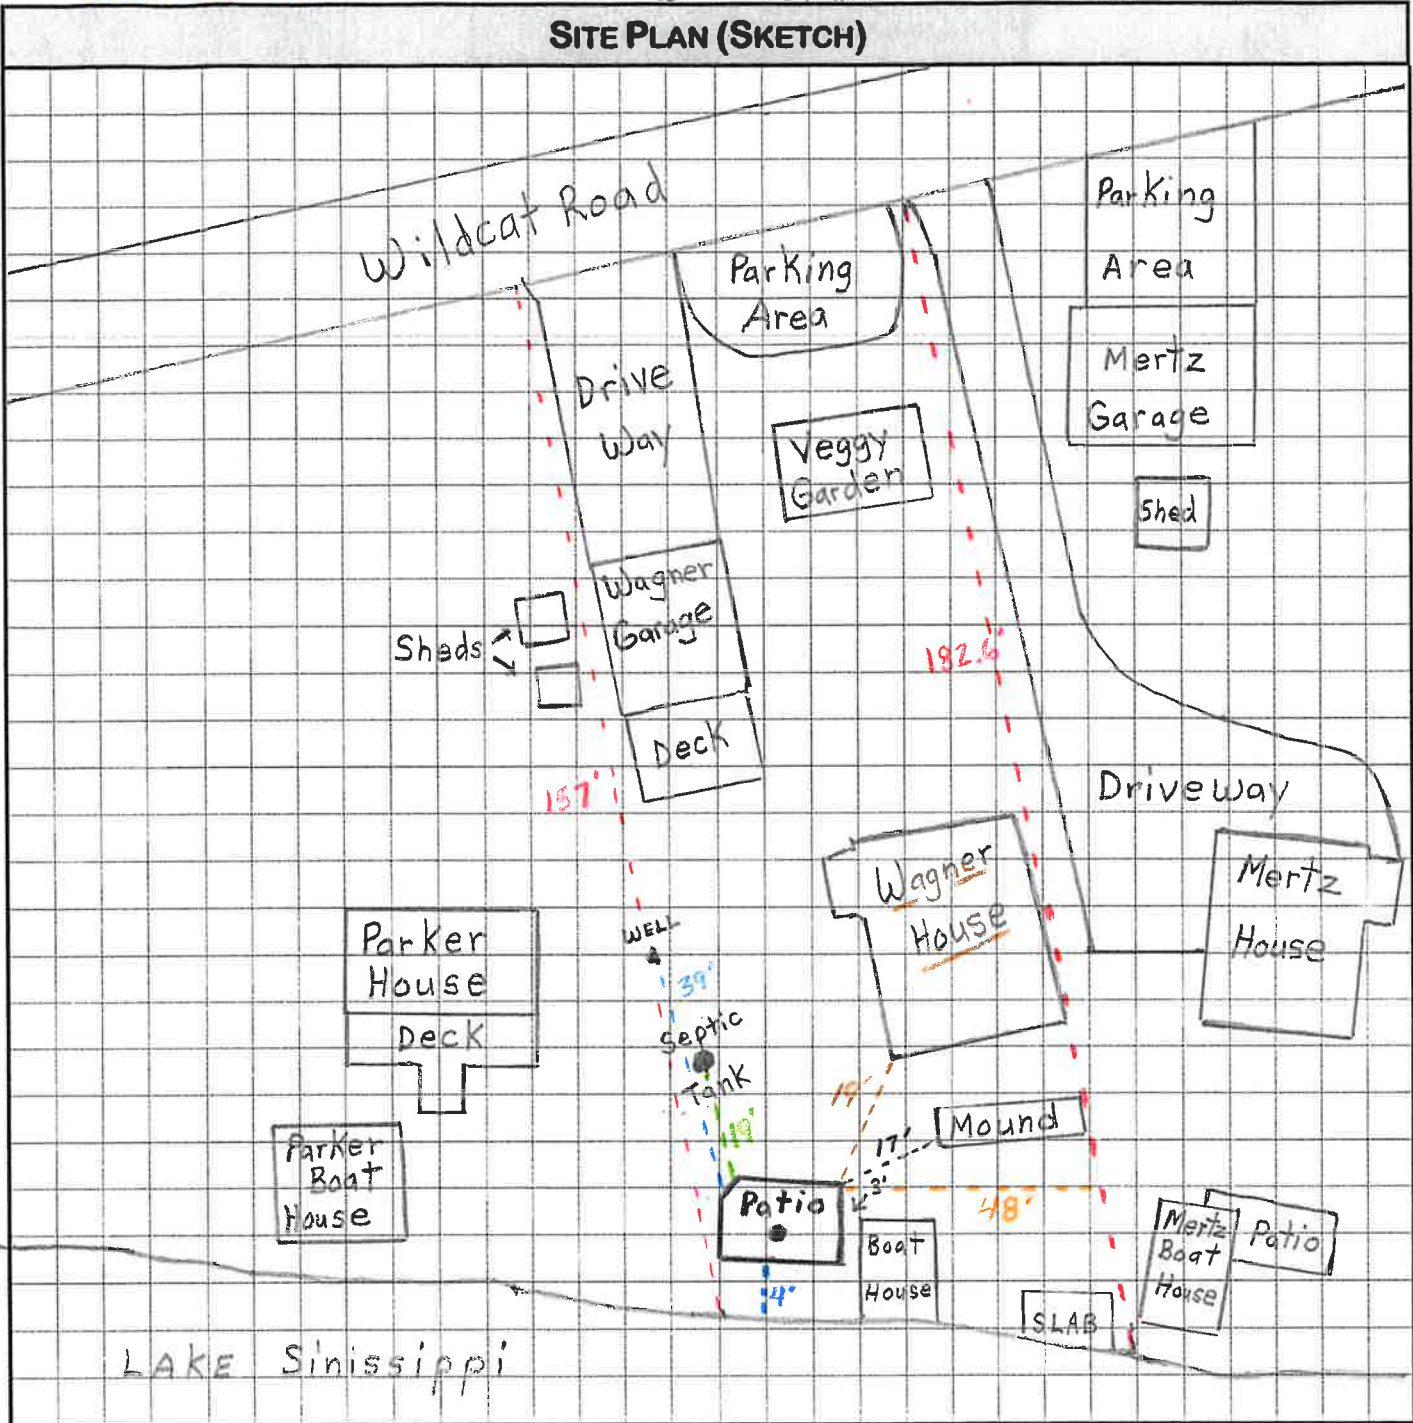 SITE PLAN (SKETCH)
Wildcat Road
Parking
Area
Parking
Area
Drive
Way
Veggy
Garden
Mertz
Garage
Shed
Wagner
Garage
Sheds
Deck
182.6'
157'
Driveway
Wagner
House
Mertz
House
WELL
39'
Parker
House
Deck
Septic
Tank
19'
19'
Mound
17'
3'
48'
Parker
Boat
House
Patio
4'
Boat
House
SLAB
Mertz
Boat
House
Patio
LAKE Sinissippi